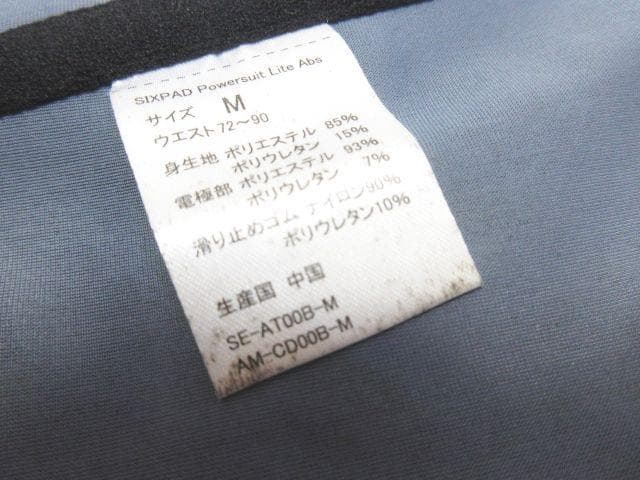 SIXPAD Powersuit Lite Abs
サイズ M
ウエスト72～90
身生地 ポリエステル 85%
ポリウレタン 15%
電極部 ポリエステル 93%
ポリウレタン 7%
滑り止めゴム ナイロン90%
ポリウレタン10%
生産国 中国
SE-AT00B-M
AM-CD00B-M